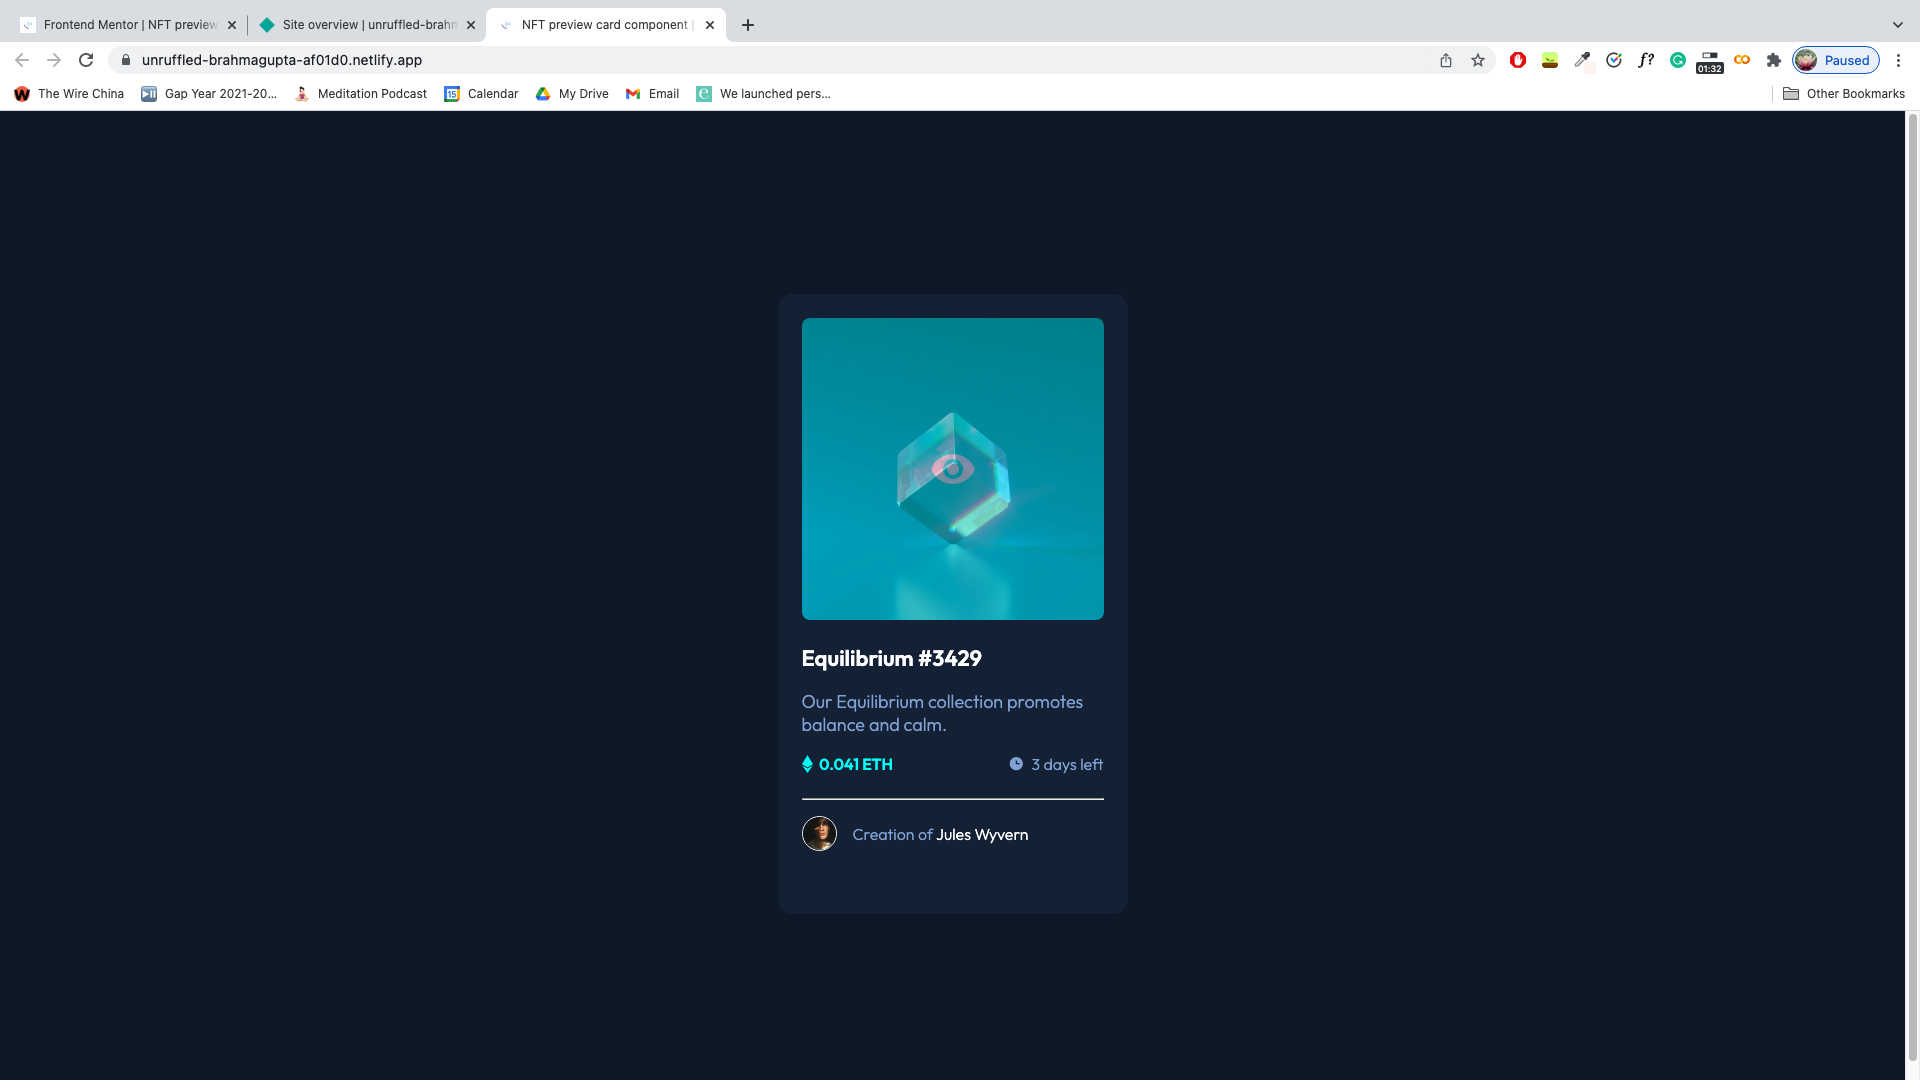 Frontend Mentor | NFT preview
Site overview | unruffled-brahm
NFT preview card component |
unruffled-brahmagupta-af01d0.netlify.app
f?
01:32
Paused
The Wire China
Gap Year 2021-20...
Meditation Podcast
15
Calendar
My Drive
Email
We launched pers...
Other Bookmarks
Equilibrium #3429
Our Equilibrium collection promotes
balance and calm.
0.041 ETH
3 days left
Creation of Jules Wyvern